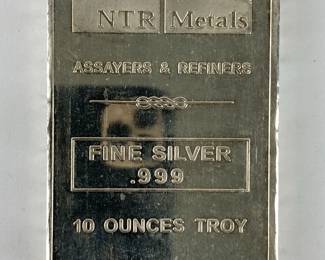 NTR Metals
ASSAYERS & REFINERS
FINE SILVER
.999
10 OUNCES TROY